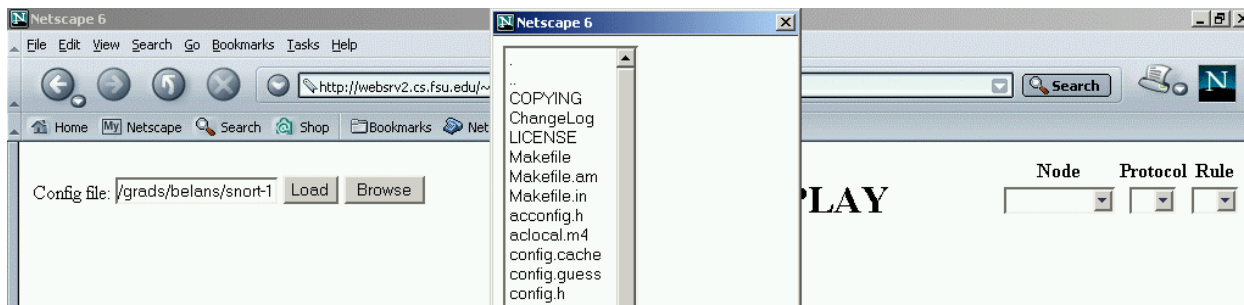 Netscape 6
File Edit View Search Go Bookmarks Tasks Help
http://websrv2.cs.fsu.edu/~
Search
N
Home My Netscape Search Shop Bookmarks Net
Config file: /grads/belans/snort-1 Load Browse
PLAY
Node Protocol Rule
Netscape 6
.
..
COPYING
ChangeLog
LICENSE
Makefile
Makefile.am
Makefile.in
acconfig.h
aclocal.m4
config.cache
config.guess
config.h